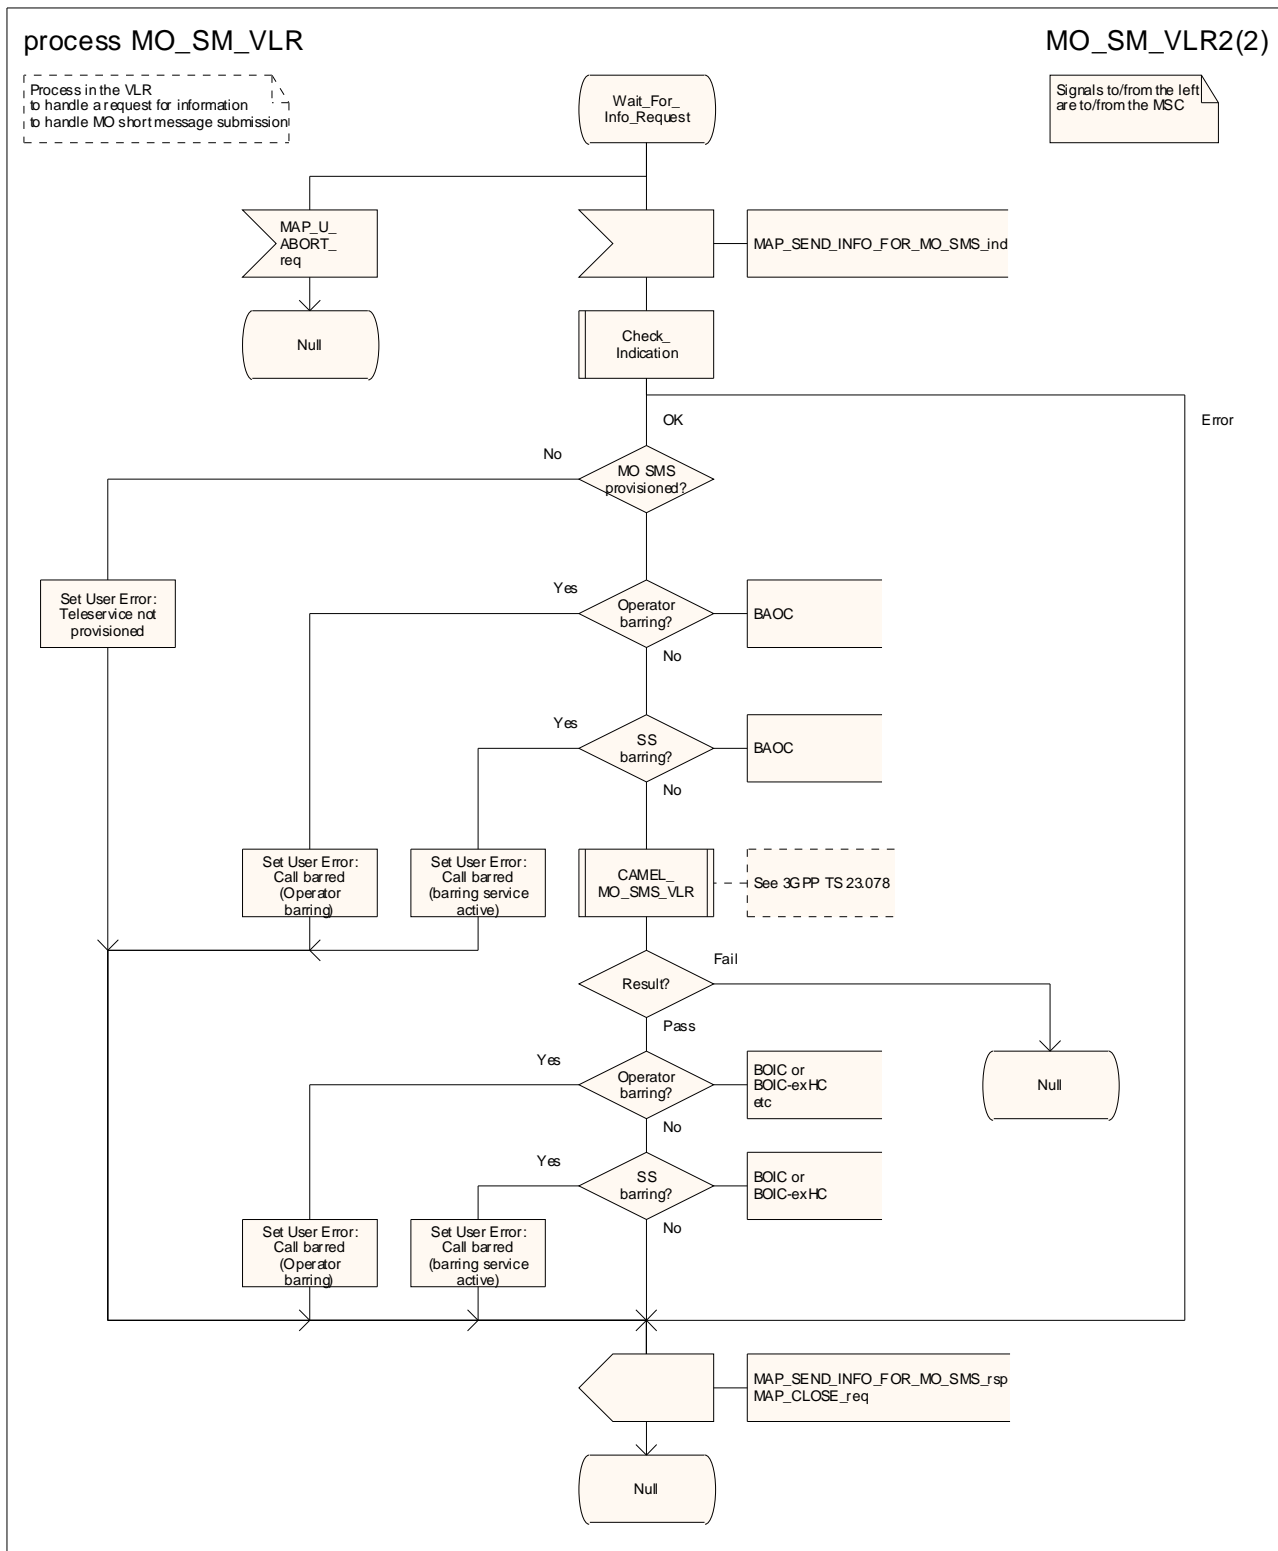 process MO_SM_VLR
MO_SM_VLR2(2)
Process in the VLR
to handle a request for information
to handle MO short message submission
Wait_For_
Info_Request
Signals to/from the left
are to/from the MSC
MAP_U_
ABORT_
req
MAP_SEND_INFO_FOR_MO_SMS_ind
Null
Check_
Indication
OK
Error
No
MO SMS
provisioned?
Set User Error:
Teleservice not
provisioned
Yes
Operator
barring?
BAOC
No
Yes
SS
barring?
BAOC
No
Set User Error:
Call barred
(Operator
barring)
Set User Error:
Call barred
(barring service
active)
CAMEL_
MO_SMS_VLR
See 3GPP TS 23.078
Result?
Fail
Pass
Null
Yes
Operator
barring?
BOIC or
BOIC-exHC
etc
No
Yes
SS
barring?
BOIC or
BOIC-exHC
No
Set User Error:
Call barred
(Operator
barring)
Set User Error:
Call barred
(barring service
active)
MAP_SEND_INFO_FOR_MO_SMS_rsp
MAP_CLOSE_req
Null